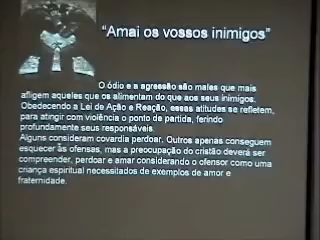 “Amai os vossos inimigos”
O ódio e a agressão são males que mais
afligem aqueles que os alimentam do que aos seus inimigos.
Obedecendo a Lei de Ação e Reação, essas atitudes se refletem,
para atingir com violência o ponto de partida, ferindo
profundamente seus responsáveis.
Alguns consideram covardia perdoar. Outros apenas conseguem
esquecer as ofensas, mas a preocupação do cristão deverá ser
compreender, perdoar e amar considerando o ofensor como uma
criança espiritual necessitados de exemplos de amor e
fraternidade.